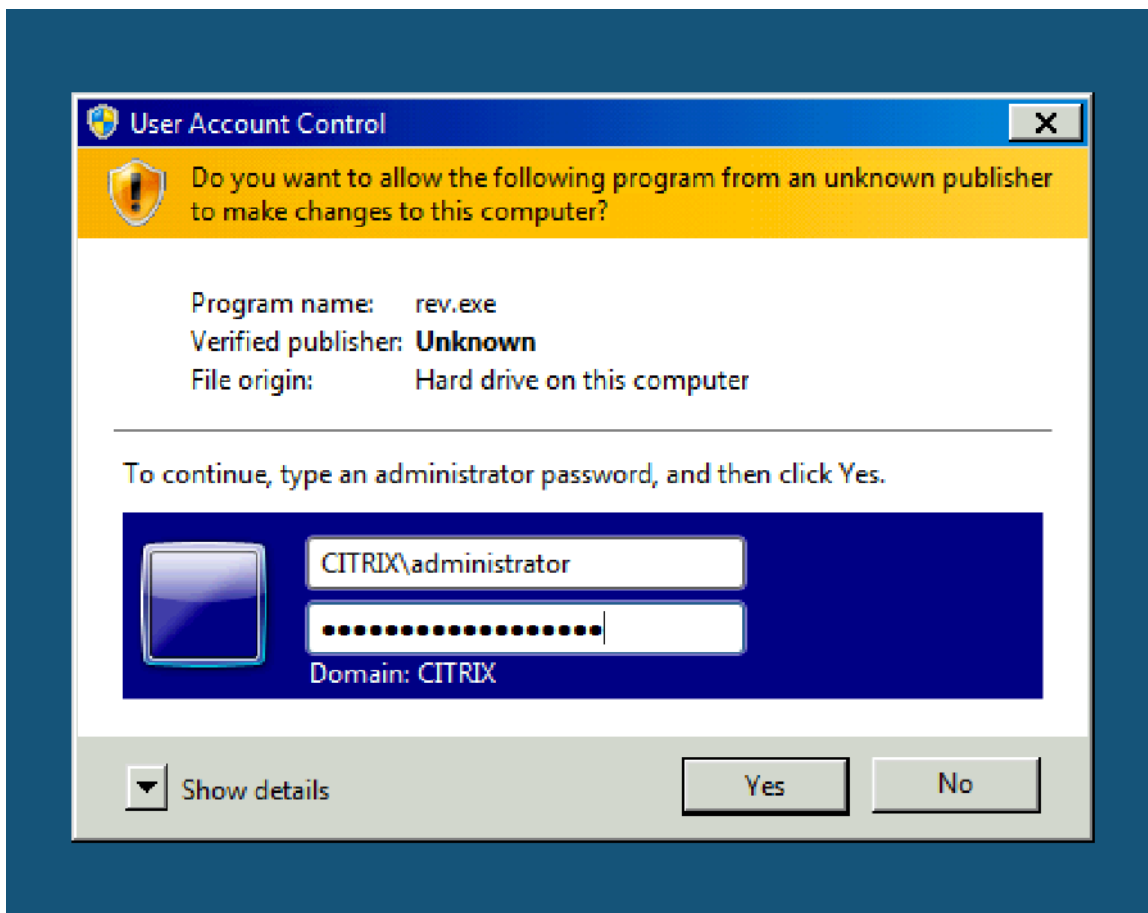 User Account Control
Do you want to allow the following program from an unknown publisher
to make changes to this computer?
Program name: rev.exe
Verified publisher: Unknown
File origin: Hard drive on this computer
To continue, type an administrator password, and then click Yes.
CITRIX\administrator
●●●●●●●●●●●●●●●●●●
Domain: CITRIX
Show details
Yes
No